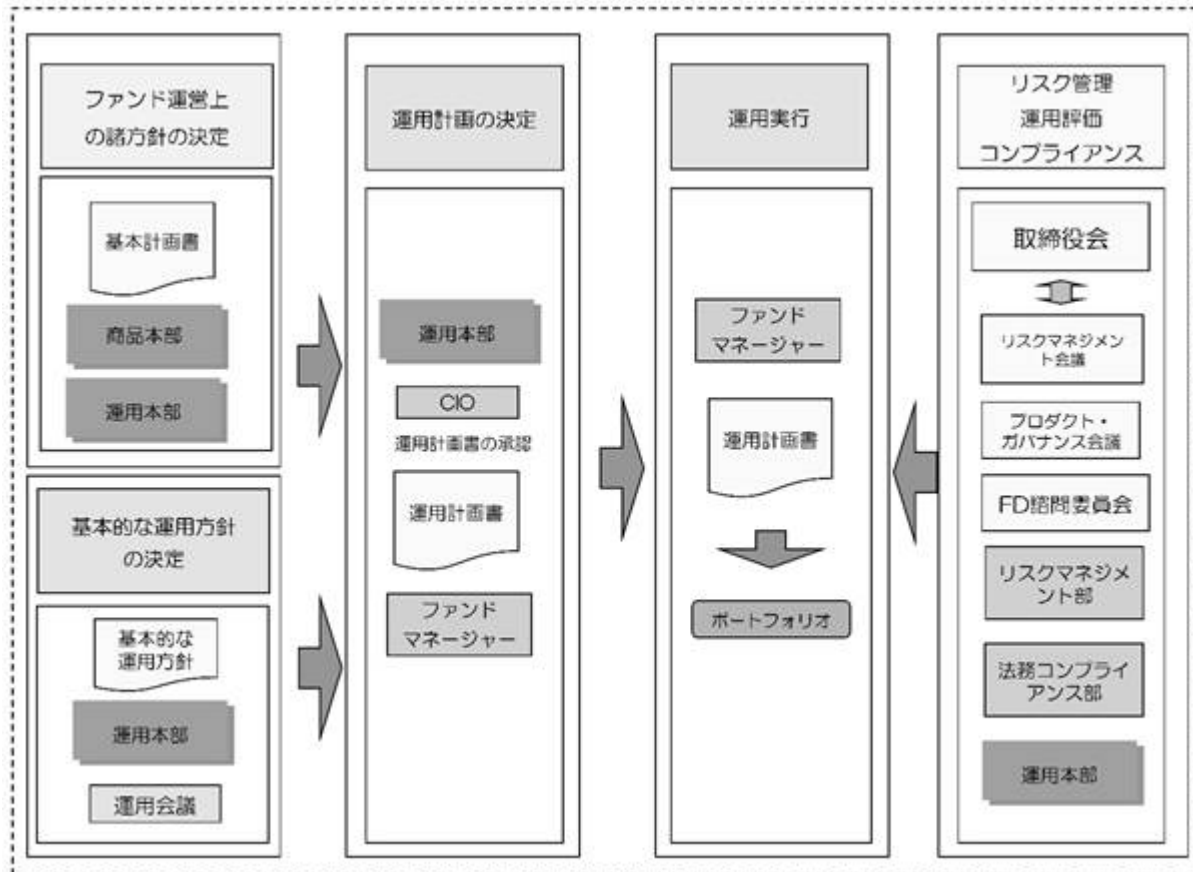 ファンド運営上
の諸方針の決定
基本計画書
商品本部
運用本部
基本的な運用方針
の決定
基本的な
運用方針
運用本部
運用会議
運用計画の決定
運用本部
CIO
運用計画書の承認
運用計画書
ファンド
マネージャー
運用実行
ファンド
マネージャー
運用計画書
ポートフォリオ
リスク管理
運用評価
コンプライアンス
取締役会
リスクマネジメン
ト会議
プロダクト・
ガバナンス会議
FD諮問委員会
リスクマネジメ
ント部
法務コンプライ
アンス部
運用本部